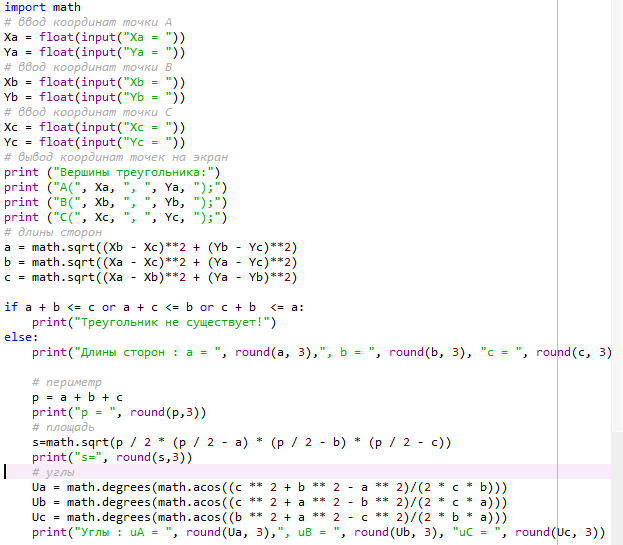 import math
# ввод координат точки A
Xa = float(input("Xa = "))
Ya = float(input("Ya = "))
# ввод координат точки B
Xb = float(input("Xb = "))
Yb = float(input("Yb = "))
# ввод координат точки C
Xc = float(input("Xc = "))
Yc = float(input("Yc = "))
# вывод координат точек на экран
print ("Вершины треугольника:")
print ("A(", Xa, ", ", Ya, ");")
print ("B(", Xb, ", ", Yb, ");")
print ("C(", Xc, ", ", Yc, ");")
# длины сторон
a = math.sqrt((Xb - Xc)**2 + (Yb - Yc)**2)
b = math.sqrt((Xa - Xc)**2 + (Ya - Yc)**2)
c = math.sqrt((Xa - Xb)**2 + (Ya - Yb)**2)
if a + b <= c or a + c <= b or c + b  <= a:
    print("Треугольник не существует!")
else:
    print("Длины сторон : a = ", round(a, 3),", b = ", round(b, 3), "c = ", round(c, 3)
    # периметр
    p = a + b + c
    print("p = ", round(p,3))
    # площадь
    s=math.sqrt(p / 2 * (p / 2 - a) * (p / 2 - b) * (p / 2 - c))
    print("s=", round(s,3))
    # углы
    Ua = math.degrees(math.acos((c ** 2 + b ** 2 - a ** 2)/(2 * c * b)))
    Ub = math.degrees(math.acos((c ** 2 + a ** 2 - b ** 2)/(2 * c * a)))
    Uc = math.degrees(math.acos((b ** 2 + a ** 2 - c ** 2)/(2 * b * a)))
    print("Углы : uA = ", round(Ua, 3),", uB = ", round(Ub, 3), "uC = ", round(Uc, 3))